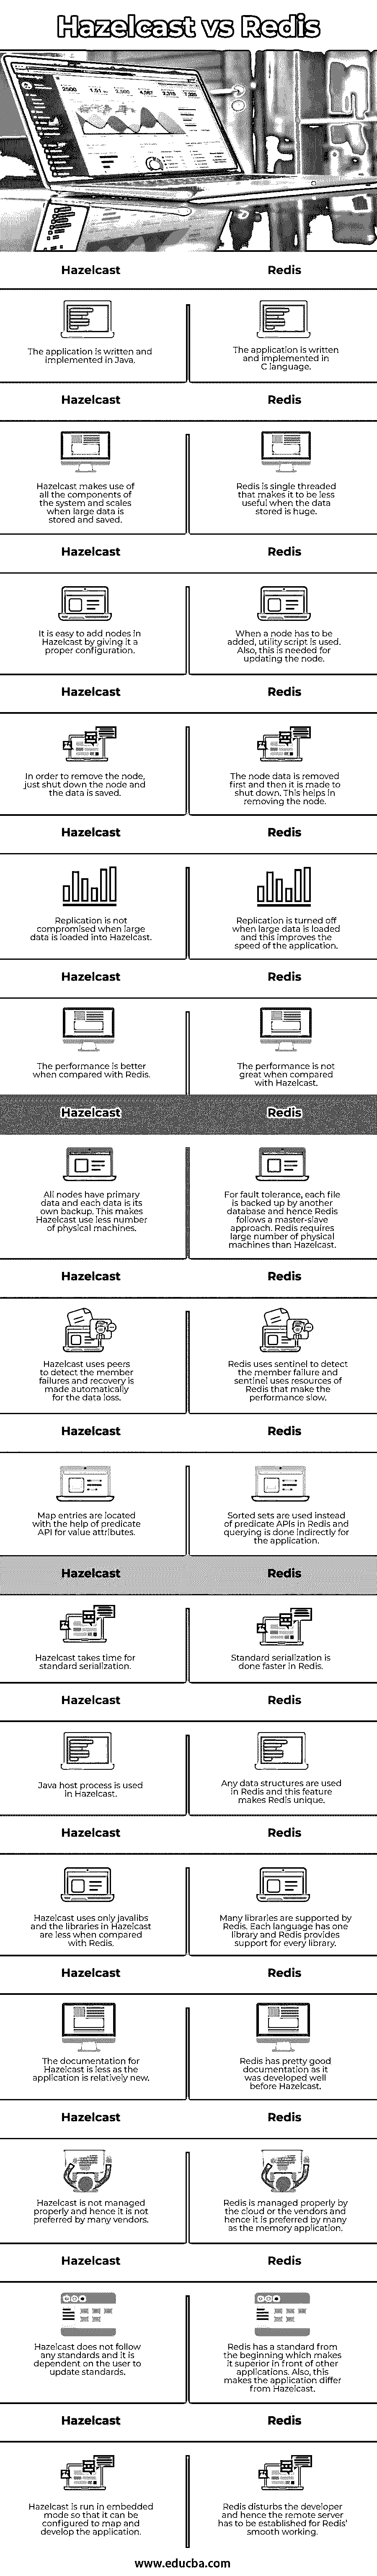 Hazelcast vs Redis
Hazelcast
Redis
The application is written and
implemented in Java.
The application is written
and implemented in
C language.
Hazelcast
Redis
Hazelcast makes use of
all the components of
the system and scales
when large data is
stored and saved.
Redis is single threaded
that makes it to be less
useful when the data
stored is huge.
Hazelcast
Redis
It is easy to add nodes in
Hazelcast by giving it a
proper configuration.
When a node has to be
added, utility script is used.
Also, this is needed for
updating the node.
Hazelcast
Redis
In order to remove the node,
just shut down the node and
the data is saved.
The node data is removed
first and then it is made to
shut down. This helps in
removing the node.
Hazelcast
Redis
Replication is not
compromised when large
data is loaded into Hazelcast.
Replication is turned off
when large data is loaded
and this improves the
speed of the application.
Hazelcast
Redis
The performance is better
when compared with Redis.
The performance is not
great when compared
with Hazelcast.
Hazelcast
Redis
All nodes have primary
data and each data is its
own backup. This makes
Hazelcast use less number
of physical machines.
For fault tolerance, each file
is backed up by another
database and hence Redis
follows a master-slave
approach. Redis requires
large number of physical
machines than Hazelcast.
Hazelcast
Redis
Hazelcast uses peers
to detect the member
failures and recovery is
made automatically
for the data loss.
Redis uses sentinel to detect
the member failure and
sentinel uses resources of
Redis that make the
performance slow.
Hazelcast
Redis
Map entries are located
with the help of predicate
API for value attributes.
Sorted sets are used instead
of predicate APIs in Redis and
querying is done indirectly for
the application.
Hazelcast
Redis
Hazelcast takes time for
standard serialization.
Standard serialization is
done faster in Redis.
Hazelcast
Redis
Java host process is used
in Hazelcast.
Any data structures are used
in Redis and this feature
makes Redis unique.
Hazelcast
Redis
Hazelcast uses only javalibs
and the libraries in Hazelcast
are less when compared
with Redis.
Many libraries are supported by
Redis. Each language has one
library and Redis provides
support for every library.
Hazelcast
Redis
The documentation for
Hazelcast is less as the
application is relatively new.
Redis has pretty good
documentation as it
was developed well
before Hazelcast.
Hazelcast
Redis
Hazelcast is not managed
properly and hence it is not
preferred by many vendors.
Redis is managed properly by
the cloud or the vendors and
hence it is preferred by many
as the memory application.
Hazelcast
Redis
Hazelcast does not follow
any standards and it is
dependent on the user to
update standards.
Redis has a standard from
the beginning which makes
it superior in front of other
applications. Also, this
makes the application differ
from Hazelcast.
Hazelcast
Redis
Hazelcast is run in embedded
mode so that it can be
configured to map and
develop the application.
Redis disturbs the developer
and hence the remote server
has to be established for Redis'
smooth working.
www.educba.com